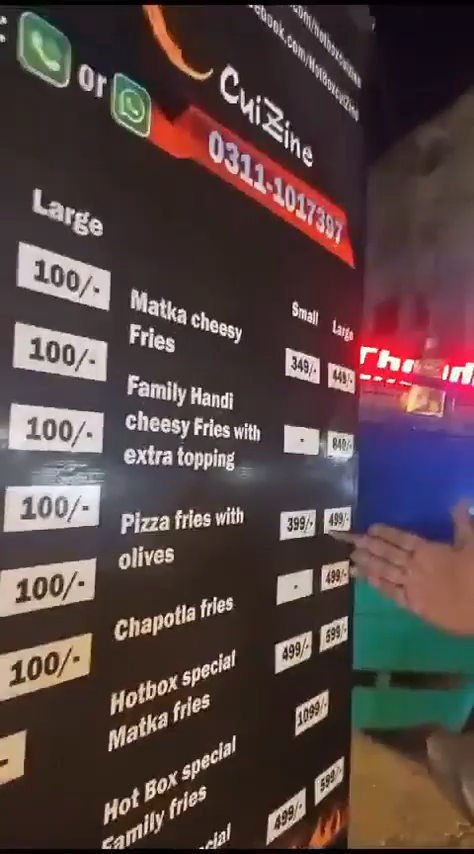 or
facebook.com/HotBoxcuiZine
CuiZine
0311-1017397
Large
100/-
100/-
100/-
100/-
100/-
100/-
Small Large
Matka cheesy
Fries
349/- 449/-
Family Handi
cheesy Fries with
extra topping
- 849/-
Pizza fries with
olives
399/- 499/-
Chapotla fries
- 499/-
Hotbox special
Matka fries
499/- 599/-
Hot Box special
Family fries
1099/-
499/- 599/-